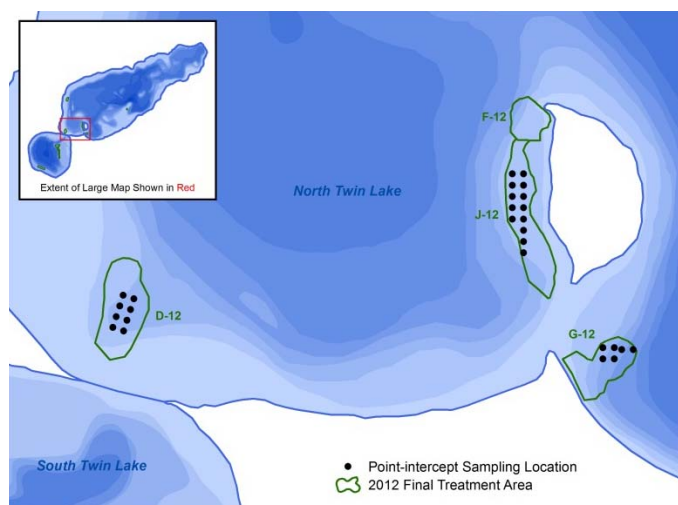 Extent of Large Map Shown in Red
North Twin Lake
F-12
J-12
D-12
G-12
South Twin Lake
Point-intercept Sampling Location
2012 Final Treatment Area